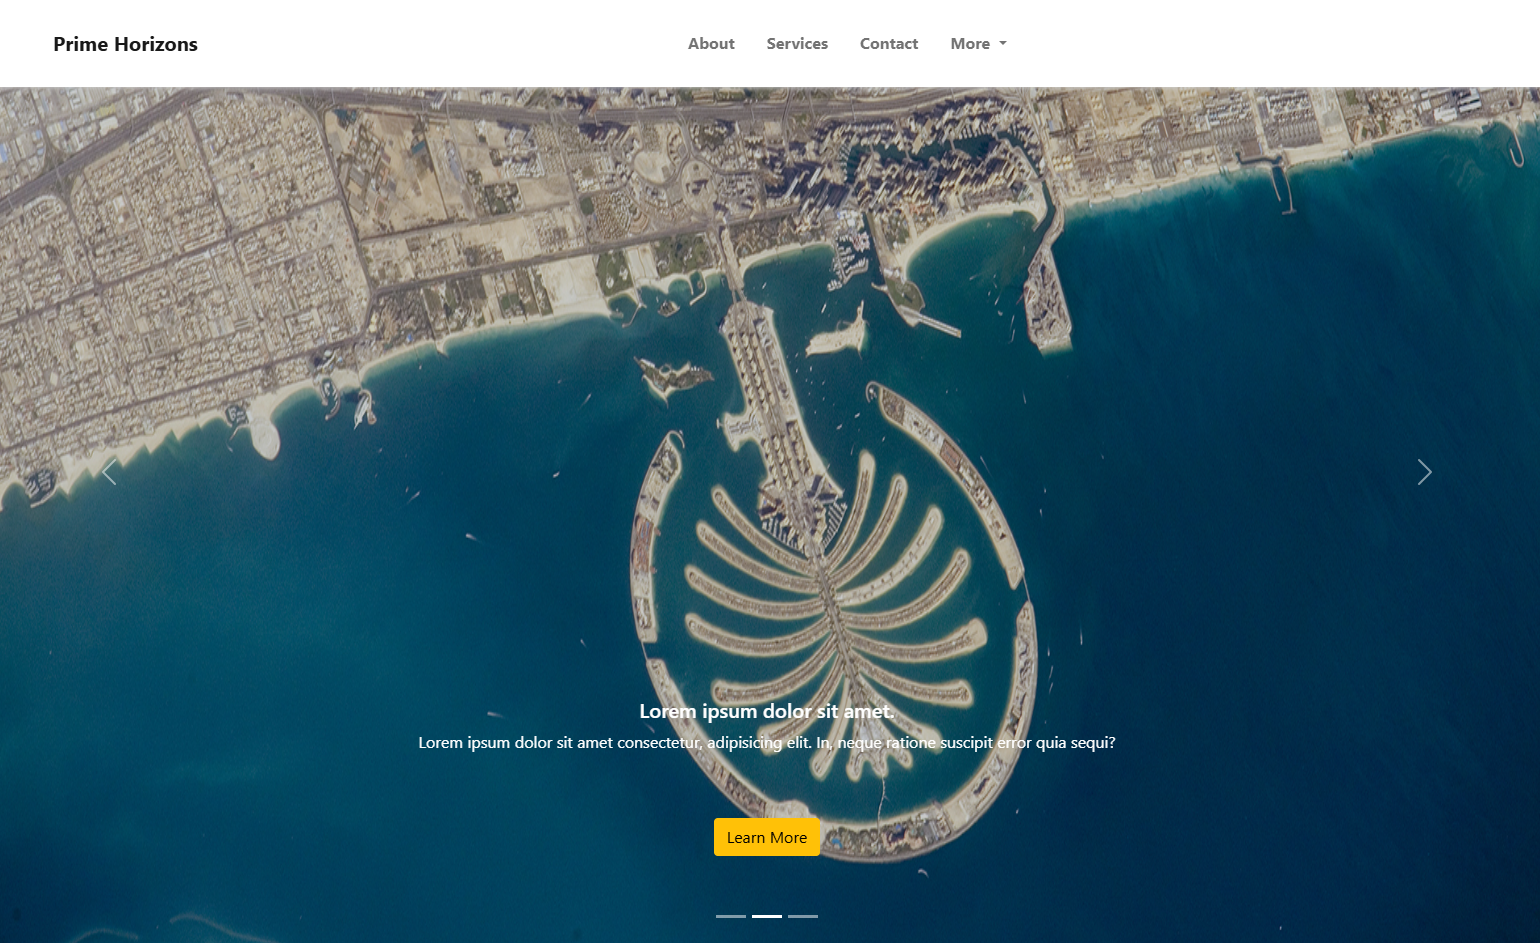 Prime Horizons
About Services Contact More
Lorem ipsum dolor sit amet.
Lorem ipsum dolor sit amet consectetur, adipisicing elit. In, neque ratione suscipit error quia sequi?
Learn More